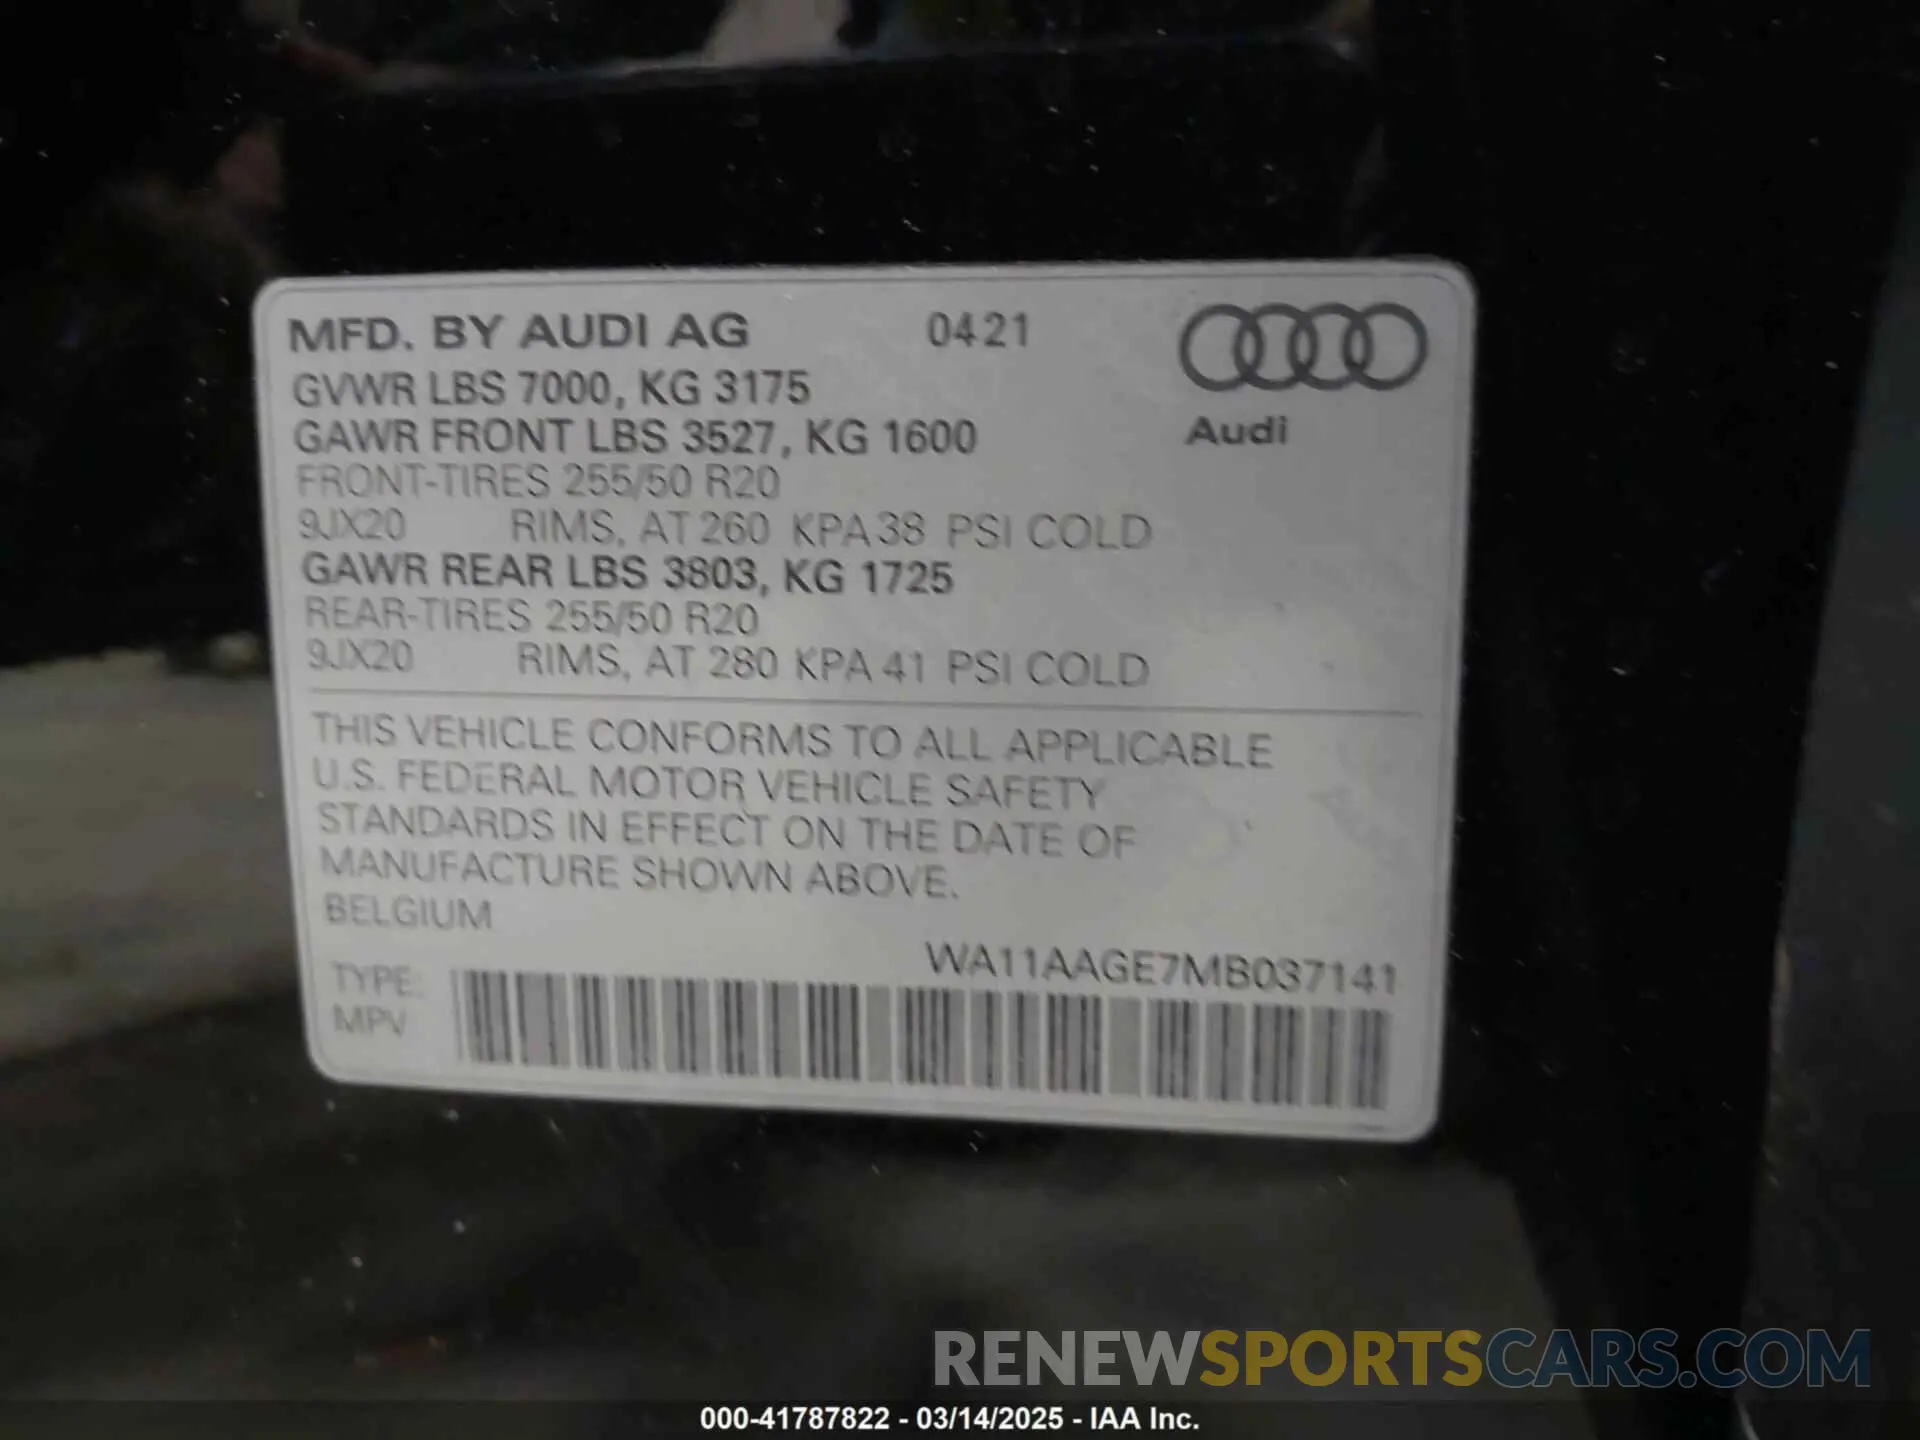 MFD. BY AUDI AG 0421
GVWR LBS 7000, KG 3175
GAWR FRONT LBS 3527, KG 1600
Audi
FRONT-TIRES 255/50 R20
9JX20 RIMS, AT 260 KPA 38 PSI COLD
GAWR REAR LBS 3803, KG 1725
REAR-TIRES 255/50 R20
9JX20 RIMS, AT 280 KPA 41 PSI COLD
THIS VEHICLE CONFORMS TO ALL APPLICABLE
U.S. FEDERAL MOTOR VEHICLE SAFETY
STANDARDS IN EFFECT ON THE DATE OF
MANUFACTURE SHOWN ABOVE.
BELGIUM
WA11AAGE7MB037141
TYPE:
MPV
RENEWSPORTSCARS.COM
000-41787822 - 03/14/2025 - IAA Inc.